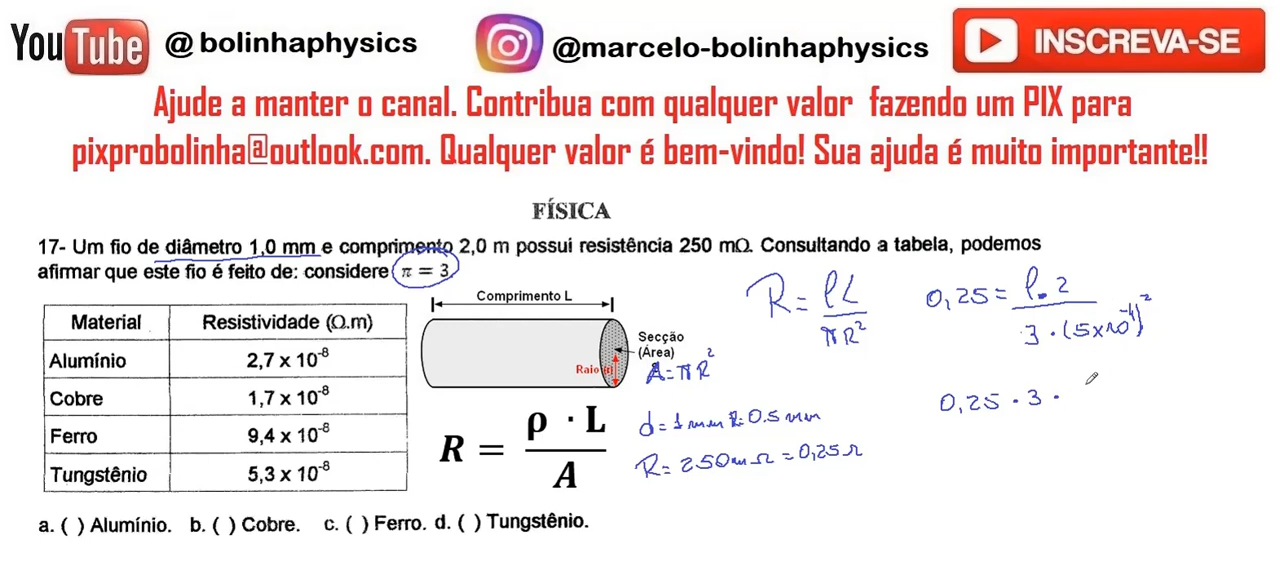 YouTube @ bolinhaphysics @marcelo-bolinhaphysics INSCREVA-SE
Ajude a manter o canal. Contribua com qualquer valor fazendo um PIX para
pixprobolinha@outlook.com. Qualquer valor é bem-vindo! Sua ajuda é muito importante!!
FÍSICA
17- Um fio de diâmetro 1,0 mm e comprimento 2,0 m possui resistência 250 mΩ. Consultando a tabela, podemos
afirmar que este fio é feito de: considere π = 3
Material Resistividade (Ω.m)
Alumínio 2,7 x 10⁻⁸
Cobre 1,7 x 10⁻⁸
Ferro 9,4 x 10⁻⁸
Tungstênio 5,3 x 10⁻⁸
Comprimento L
Secção
(Área)
Raio
A = πR²
R = ρ · L / A
d = 1 mm R = 0.5 mm
R = 250 mΩ = 0,25 Ω
R = ρL / πR²
0,25 = ρ . 2 / 3 · (5x10⁻⁴)²
0,25 · 3 ·
a. ( ) Alumínio. b. ( ) Cobre. c. ( ) Ferro. d. ( ) Tungstênio.